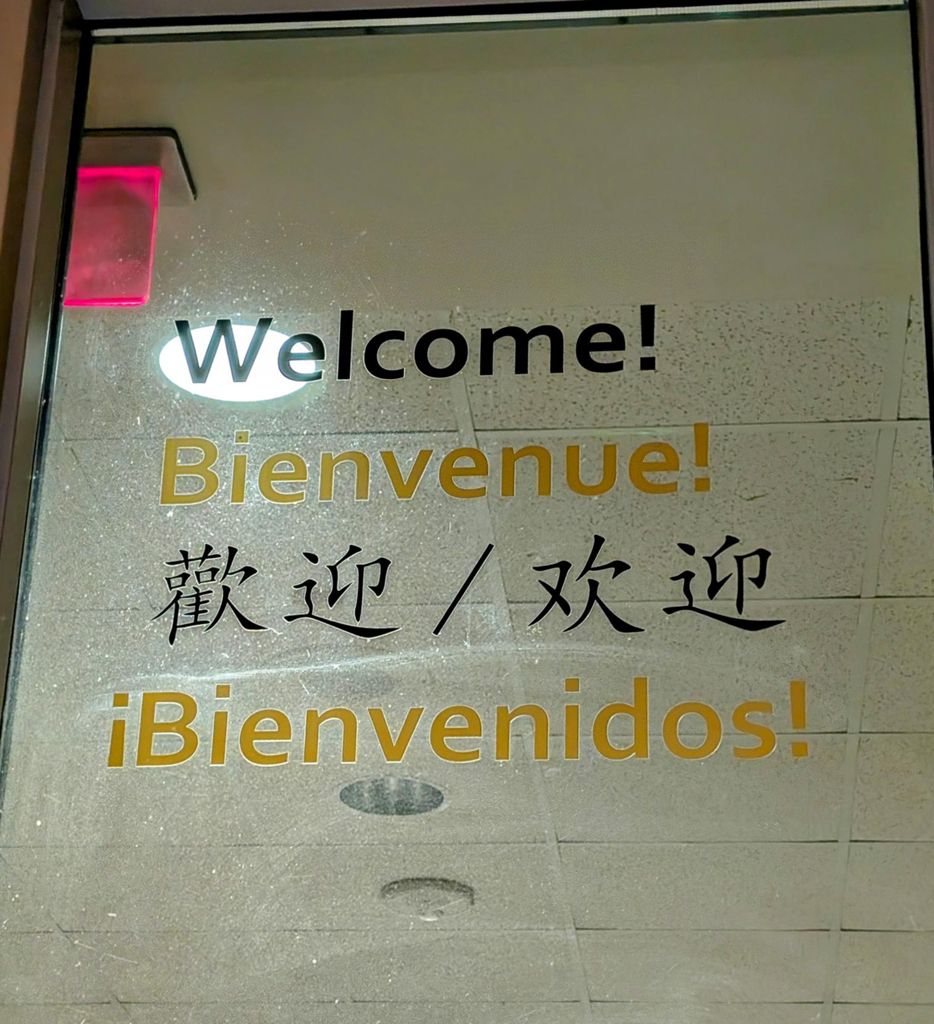 Welcome!
Bienvenue!
歡迎/欢迎
¡Bienvenidos!